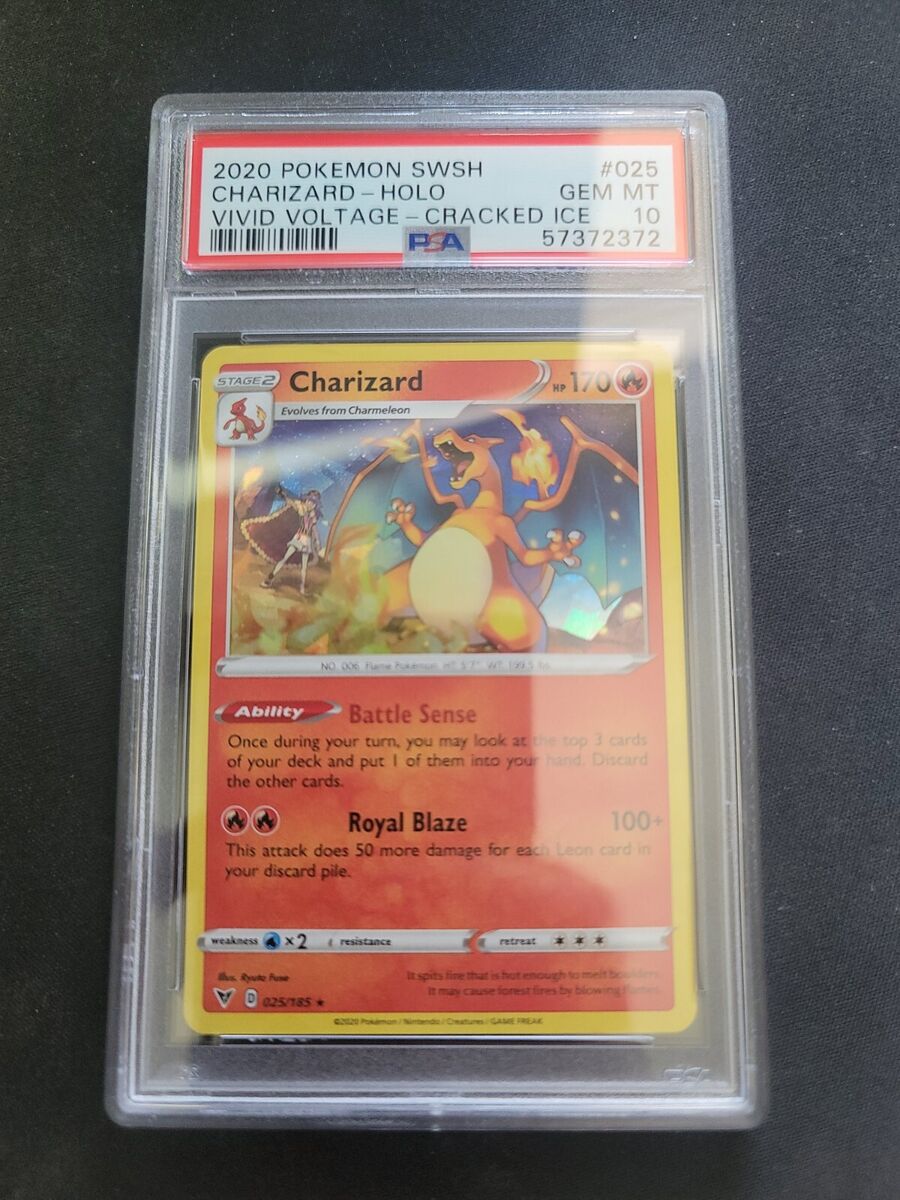 2020 POKEMON SWSH #025
CHARIZARD - HOLO GEM MT
VIVID VOLTAGE - CRACKED ICE 10
PSA 57372372
STAGE 2 Charizard HP 170
Evolves from Charmeleon
NO. 006 Flame Pokémon HT: 5'7" WT: 199.5 lbs.
Ability Battle Sense
Once during your turn, you may look at the top 3 cards
of your deck and put 1 of them into your hand. Discard
the other cards.
Royal Blaze 100+
This attack does 50 more damage for each Leon card in
your discard pile.
weakness ×2 resistance retreat
Illus. Ryuta Fuse
It spits fire that is hot enough to melt boulders.
It may cause forest fires by blowing flames.
D 025/185 ★
©2020 Pokémon / Nintendo / Creatures / GAME FREAK
PSA